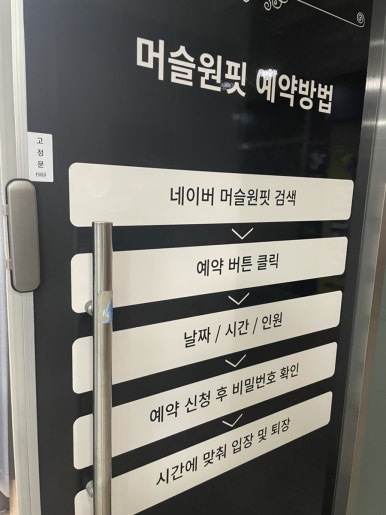 머슬원핏 예약방법
고정문
네이버 머슬원핏 검색
예약 버튼 클릭
날짜 / 시간 / 인원
예약 신청 후 비밀번호 확인
시간에 맞춰 입장 및 퇴장